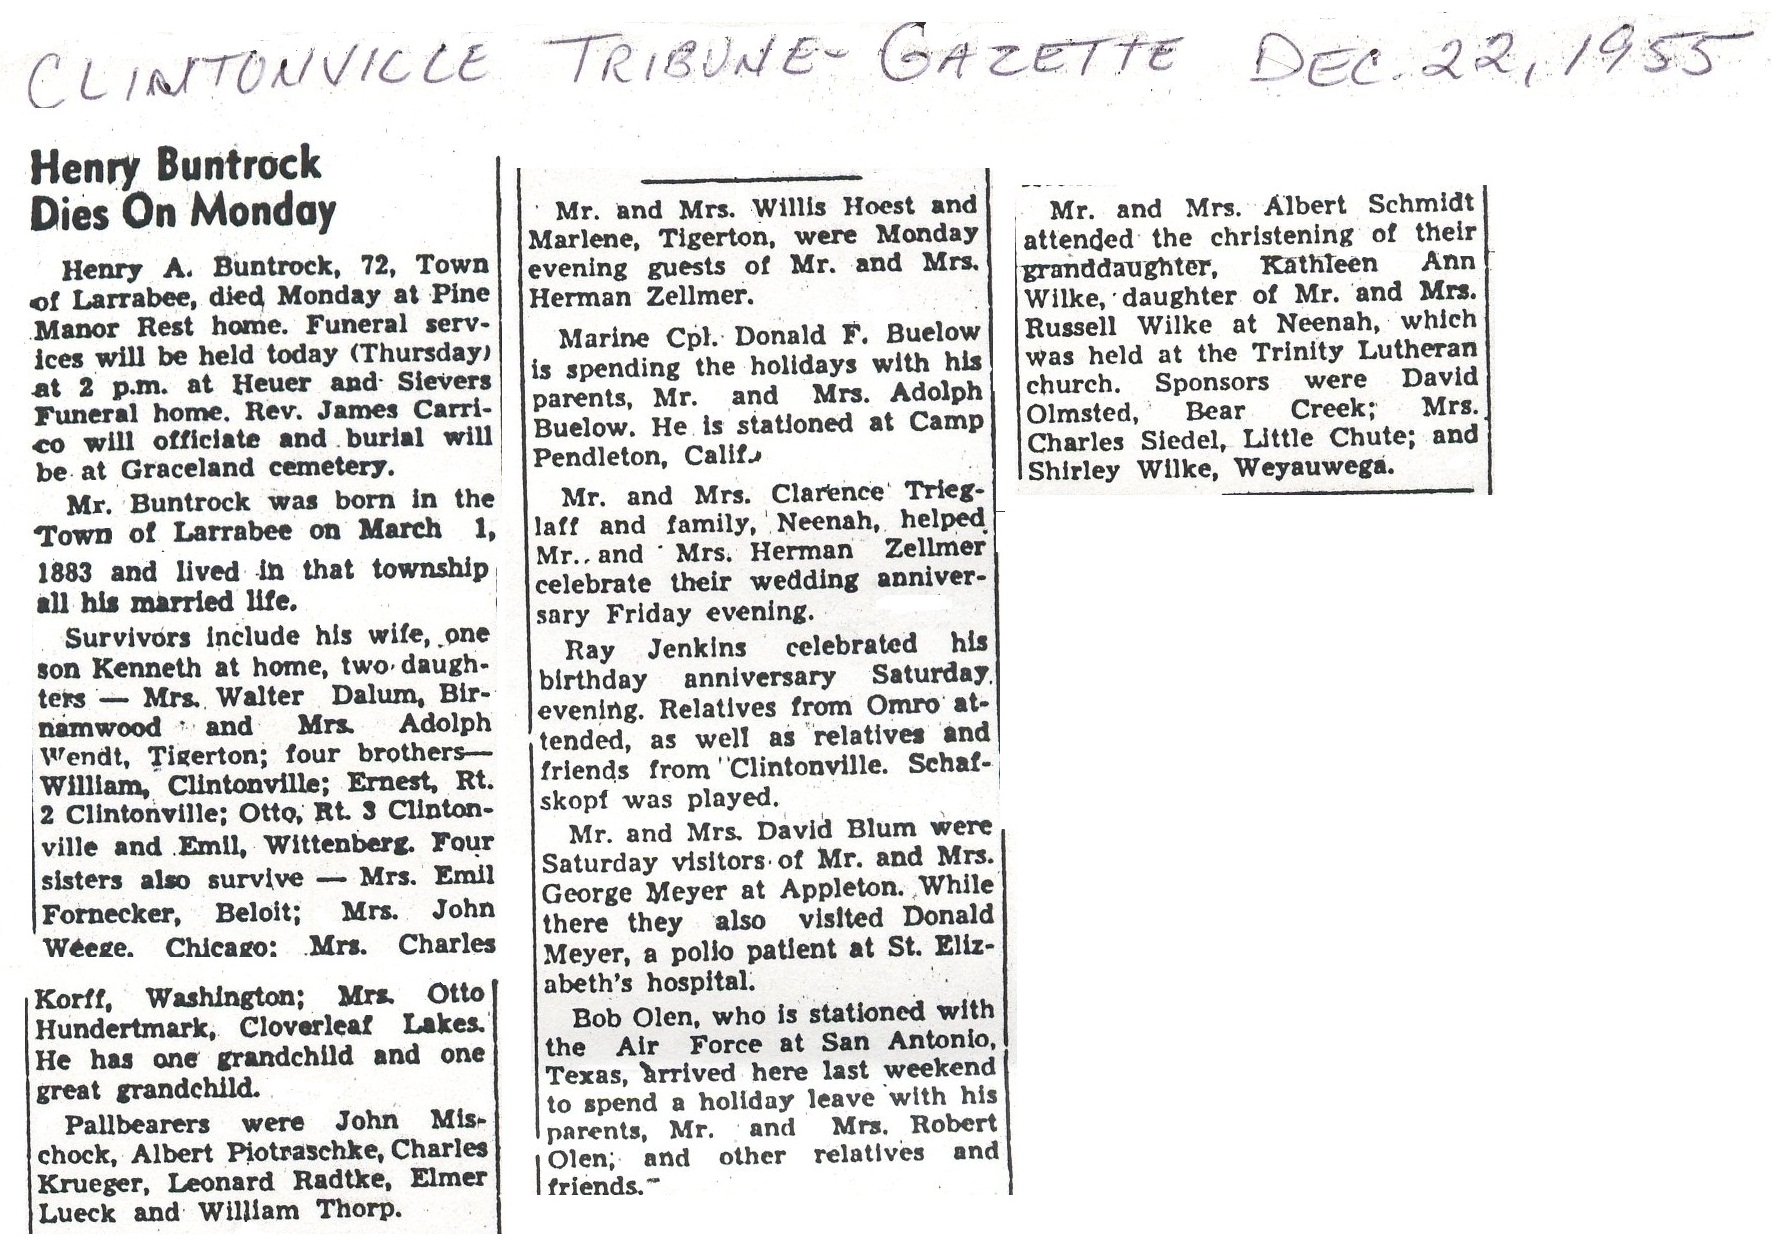 CLINTONVILLE TRIBUNE-GAZETTE DEC. 22, 1955
Henry Buntrock
Dies On Monday
Henry A. Buntrock, 72, Town
of Larrabee, died Monday at Pine
Manor Rest home. Funeral serv-
ices will be held today (Thursday)
at 2 p.m. at Heuer and Sievers
Funeral home. Rev. James Carri-
co will officiate and burial will
be at Graceland cemetery.
Mr. Buntrock was born in the
Town of Larrabee on March 1,
1883 and lived in that township
all his married life.
Survivors include his wife, one
son Kenneth at home, two daugh-
ters — Mrs. Walter Dalum, Bir-
namwood and Mrs. Adolph
Wendt, Tigerton; four brothers—
William, Clintonville; Ernest, Rt.
2 Clintonville; Otto, Rt. 3 Clinton-
ville and Emil, Wittenberg. Four
sisters also survive — Mrs. Emil
Fornecker, Beloit; Mrs. John
Weege, Chicago; Mrs. Charles
Korff, Washington; Mrs. Otto
Hundertmark, Cloverleaf Lakes.
He has one grandchild and one
great grandchild.
Pallbearers were John Mis-
chock, Albert Piotraschke, Charles
Krueger, Leonard Radtke, Elmer
Lueck and William Thorp.
Mr. and Mrs. Willis Hoest and
Marlene, Tigerton, were Monday
evening guests of Mr. and Mrs.
Herman Zellmer.
Marine Cpl. Donald F. Buelow
is spending the holidays with his
parents, Mr. and Mrs. Adolph
Buelow. He is stationed at Camp
Pendleton, Calif.
Mr. and Mrs. Clarence Trieg-
laff and family, Neenah, helped
Mr. and Mrs. Herman Zellmer
celebrate their wedding anniver-
sary Friday evening.
Ray Jenkins celebrated his
birthday anniversary Saturday
evening. Relatives from Omro at-
tended, as well as relatives and
friends from Clintonville. Schaf-
skopf was played.
Mr. and Mrs. David Blum were
Saturday visitors of Mr. and Mrs.
George Meyer at Appleton. While
there they also visited Donald
Meyer, a polio patient at St. Eliz-
abeth's hospital.
Bob Olen, who is stationed with
the Air Force at San Antonio,
Texas, arrived here last weekend
to spend a holiday leave with his
parents, Mr. and Mrs. Robert
Olen, and other relatives and
friends.
Mr. and Mrs. Albert Schmidt
attended the christening of their
granddaughter, Kathleen Ann
Wilke, daughter of Mr. and Mrs.
Russell Wilke at Neenah, which
was held at the Trinity Lutheran
church. Sponsors were David
Olmsted, Bear Creek; Mrs.
Charles Siedel, Little Chute; and
Shirley Wilke, Weyauwega.